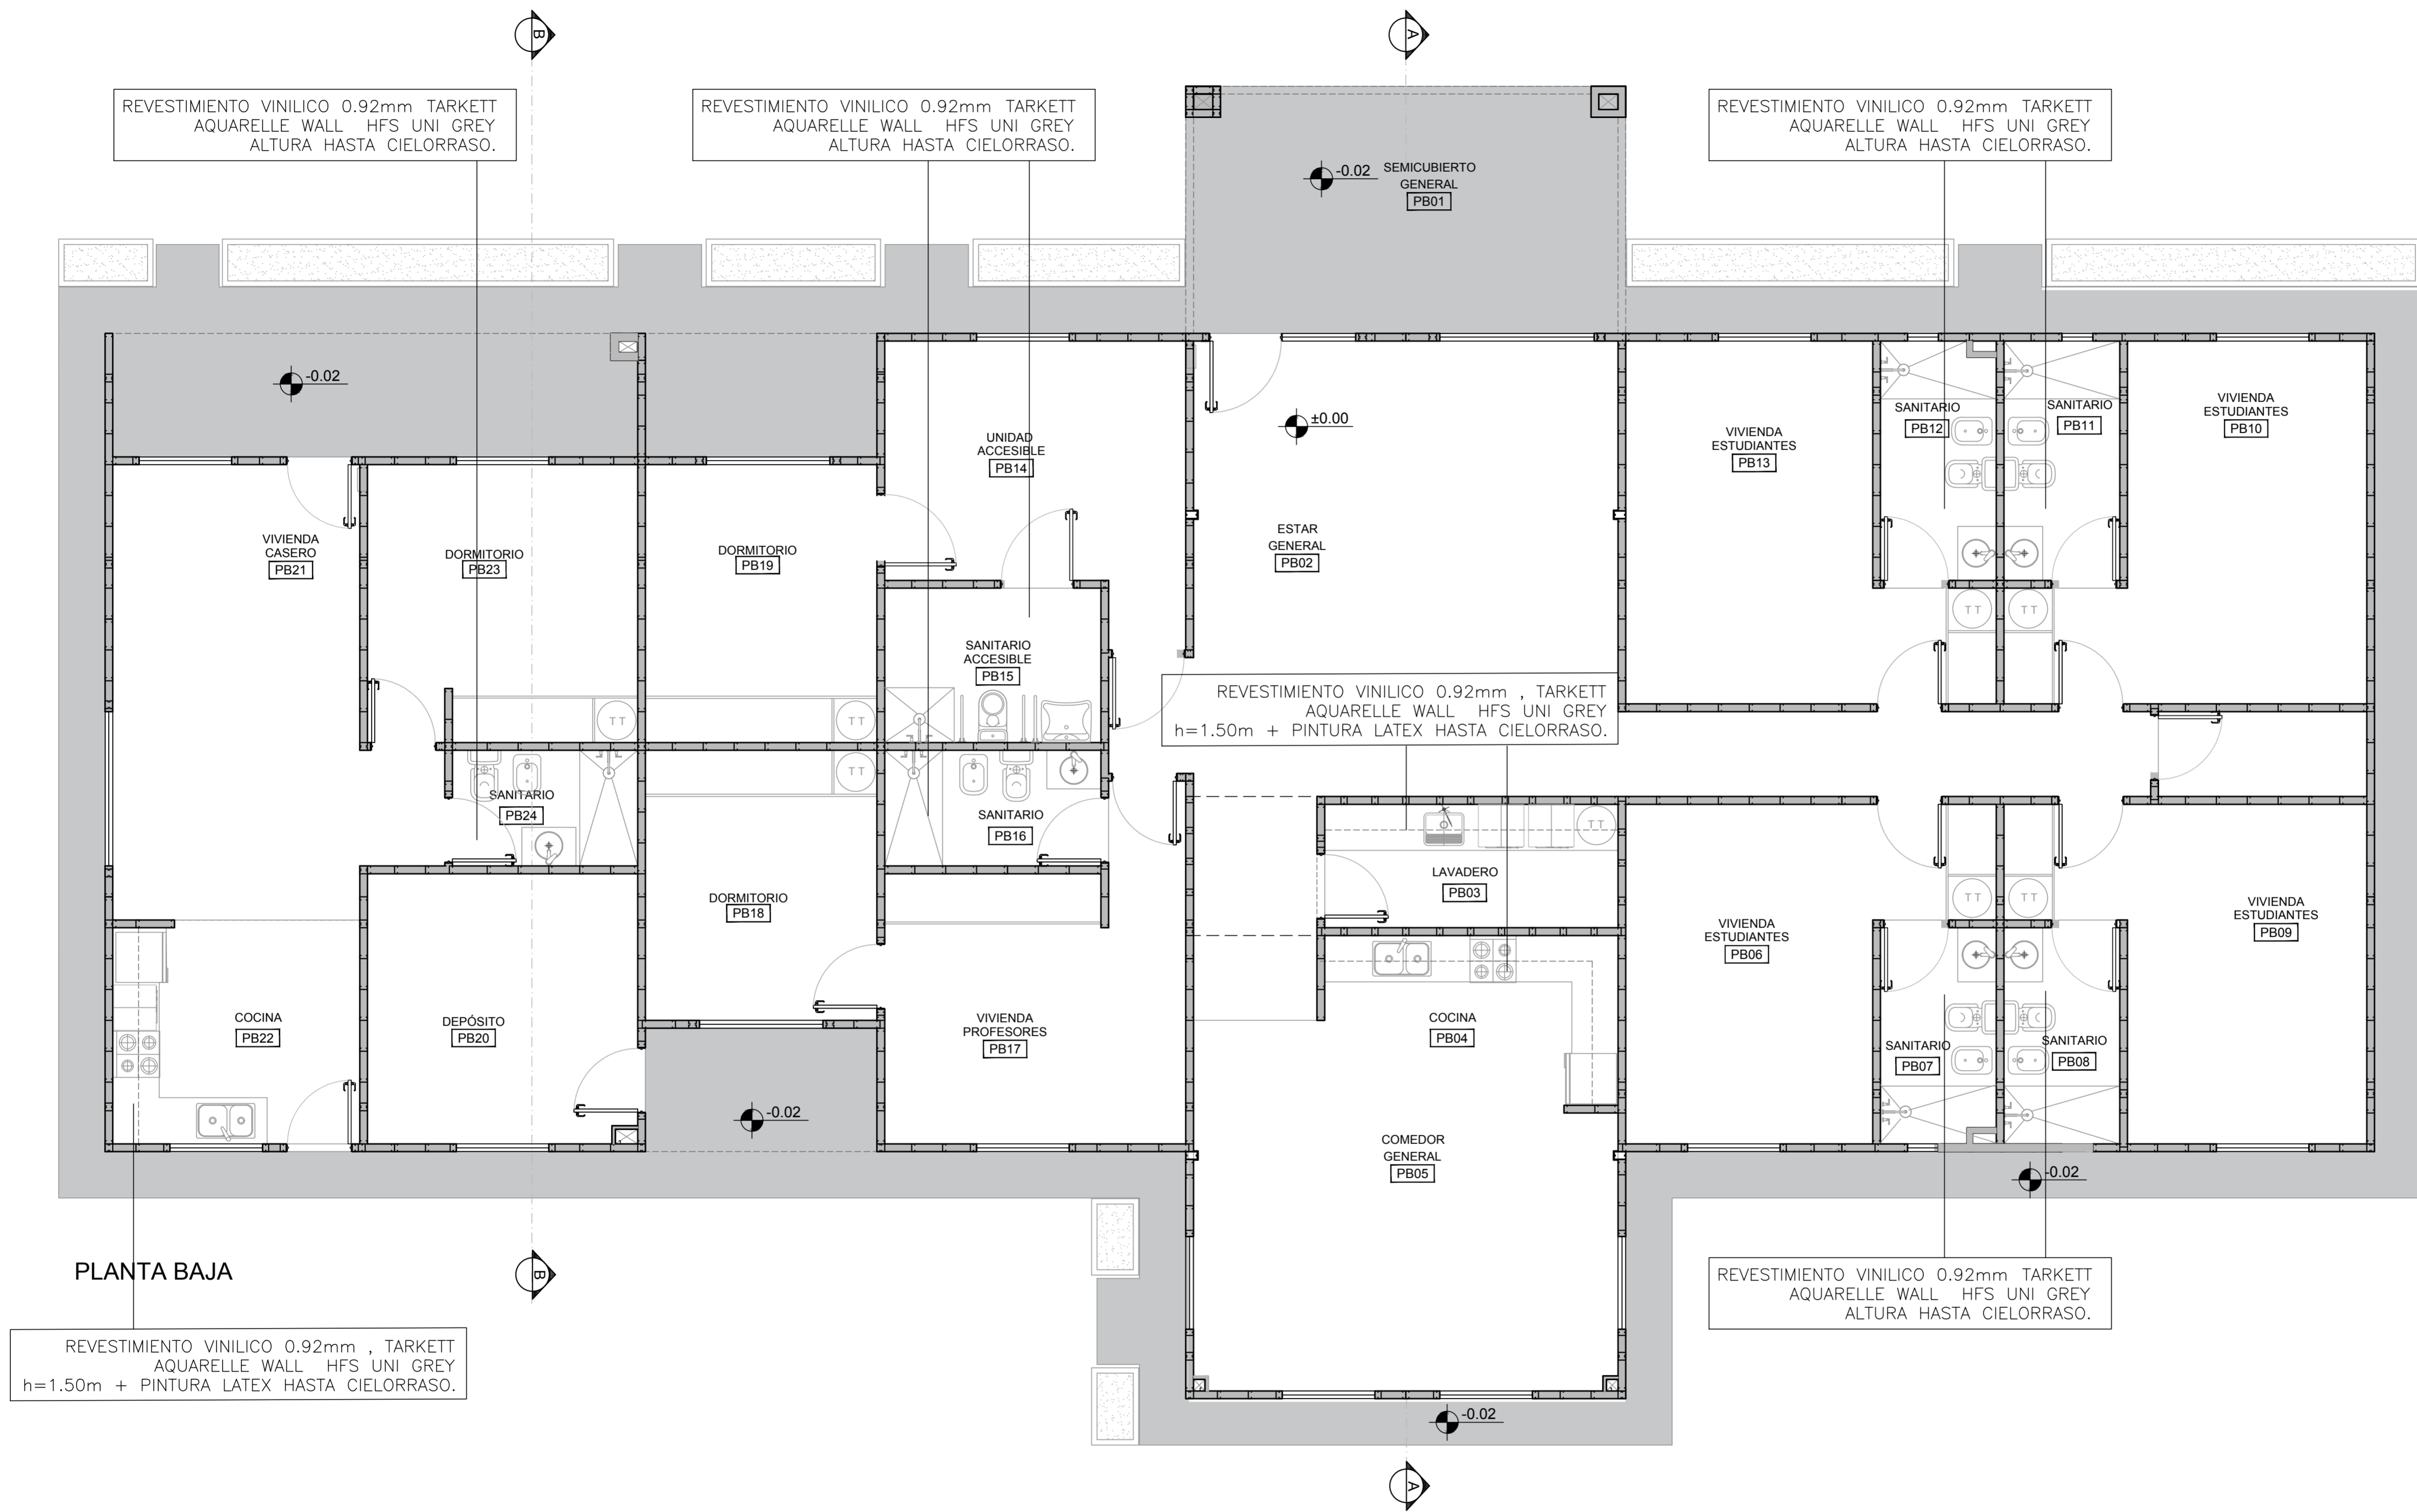 B
A
REVESTIMIENTO VINILICO 0.92mm TARKETT
AQUARELLE WALL HFS UNI GREY
ALTURA HASTA CIELORRASO.
REVESTIMIENTO VINILICO 0.92mm TARKETT
AQUARELLE WALL HFS UNI GREY
ALTURA HASTA CIELORRASO.
REVESTIMIENTO VINILICO 0.92mm TARKETT
AQUARELLE WALL HFS UNI GREY
ALTURA HASTA CIELORRASO.
-0.02
SEMICUBIERTO
GENERAL
PB01
-0.02
±0.00
UNIDAD
ACCESIBLE
PB14
VIVIENDA
ESTUDIANTES
PB13
SANITARIO
PB12
SANITARIO
PB11
VIVIENDA
ESTUDIANTES
PB10
VIVIENDA
CASERO
PB21
DORMITORIO
PB23
DORMITORIO
PB19
ESTAR
GENERAL
PB02
TT
TT
SANITARIO
ACCESIBLE
PB15
REVESTIMIENTO VINILICO 0.92mm , TARKETT
AQUARELLE WALL HFS UNI GREY
h=1.50m + PINTURA LATEX HASTA CIELORRASO.
TT
TT
TT
SANITARIO
PB24
SANITARIO
PB16
TT
LAVADERO
PB03
DORMITORIO
PB18
TT
TT
VIVIENDA
ESTUDIANTES
PB06
VIVIENDA
ESTUDIANTES
PB09
COCINA
PB22
DEPÓSITO
PB20
VIVIENDA
PROFESORES
PB17
COCINA
PB04
SANITARIO
PB07
SANITARIO
PB08
-0.02
COMEDOR
GENERAL
PB05
-0.02
PLANTA BAJA
B
REVESTIMIENTO VINILICO 0.92mm TARKETT
AQUARELLE WALL HFS UNI GREY
ALTURA HASTA CIELORRASO.
REVESTIMIENTO VINILICO 0.92mm , TARKETT
AQUARELLE WALL HFS UNI GREY
h=1.50m + PINTURA LATEX HASTA CIELORRASO.
-0.02
A